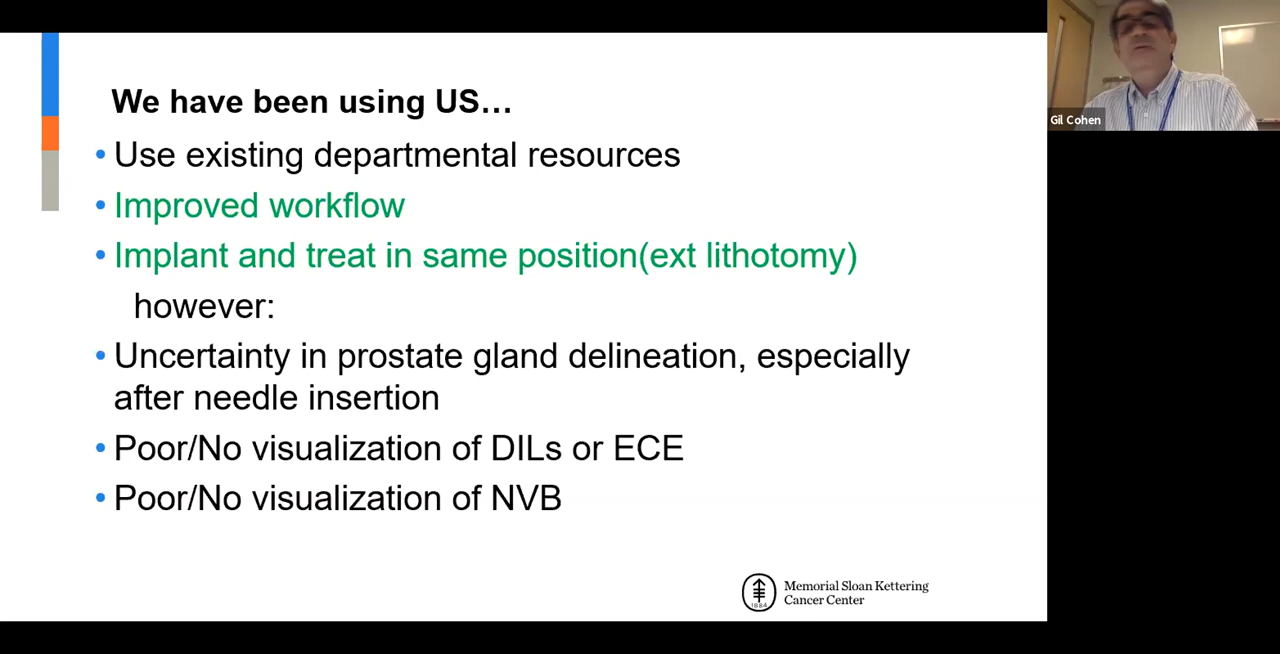 We have been using US...
• Use existing departmental resources
• Improved workflow
• Implant and treat in same position(ext lithotomy)
however:
• Uncertainty in prostate gland delineation, especially
after needle insertion
• Poor/No visualization of DILs or ECE
• Poor/No visualization of NVB
1884
Memorial Sloan Kettering
Cancer Center
Gil Cohen